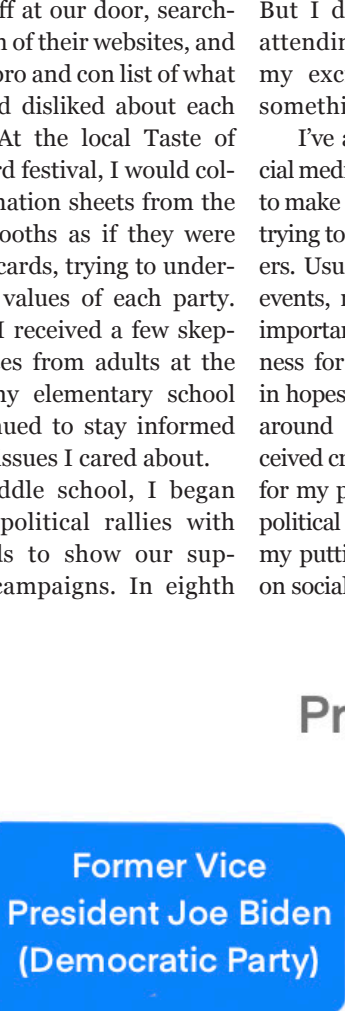 ff at our door, search-
n of their websites, and
pro and con list of what
d disliked about each
At the local Taste of
rd festival, I would col-
mation sheets from the
ooths as if they were
cards, trying to under-
values of each party.
I received a few skep-
es from adults at the
ny elementary school
nued to stay informed
issues I cared about.
ddle school, I began
political rallies with
ds to show our sup-
campaigns. In eighth
But I d
attendin
my exc
somethi
I've a
cial medi
to make
trying to
ers. Usu
events, r
importan
ness for
in hopes
around
ceived cr
for my p
political
my putti
on social
Pr
Former Vice
President Joe Biden
(Democratic Party)